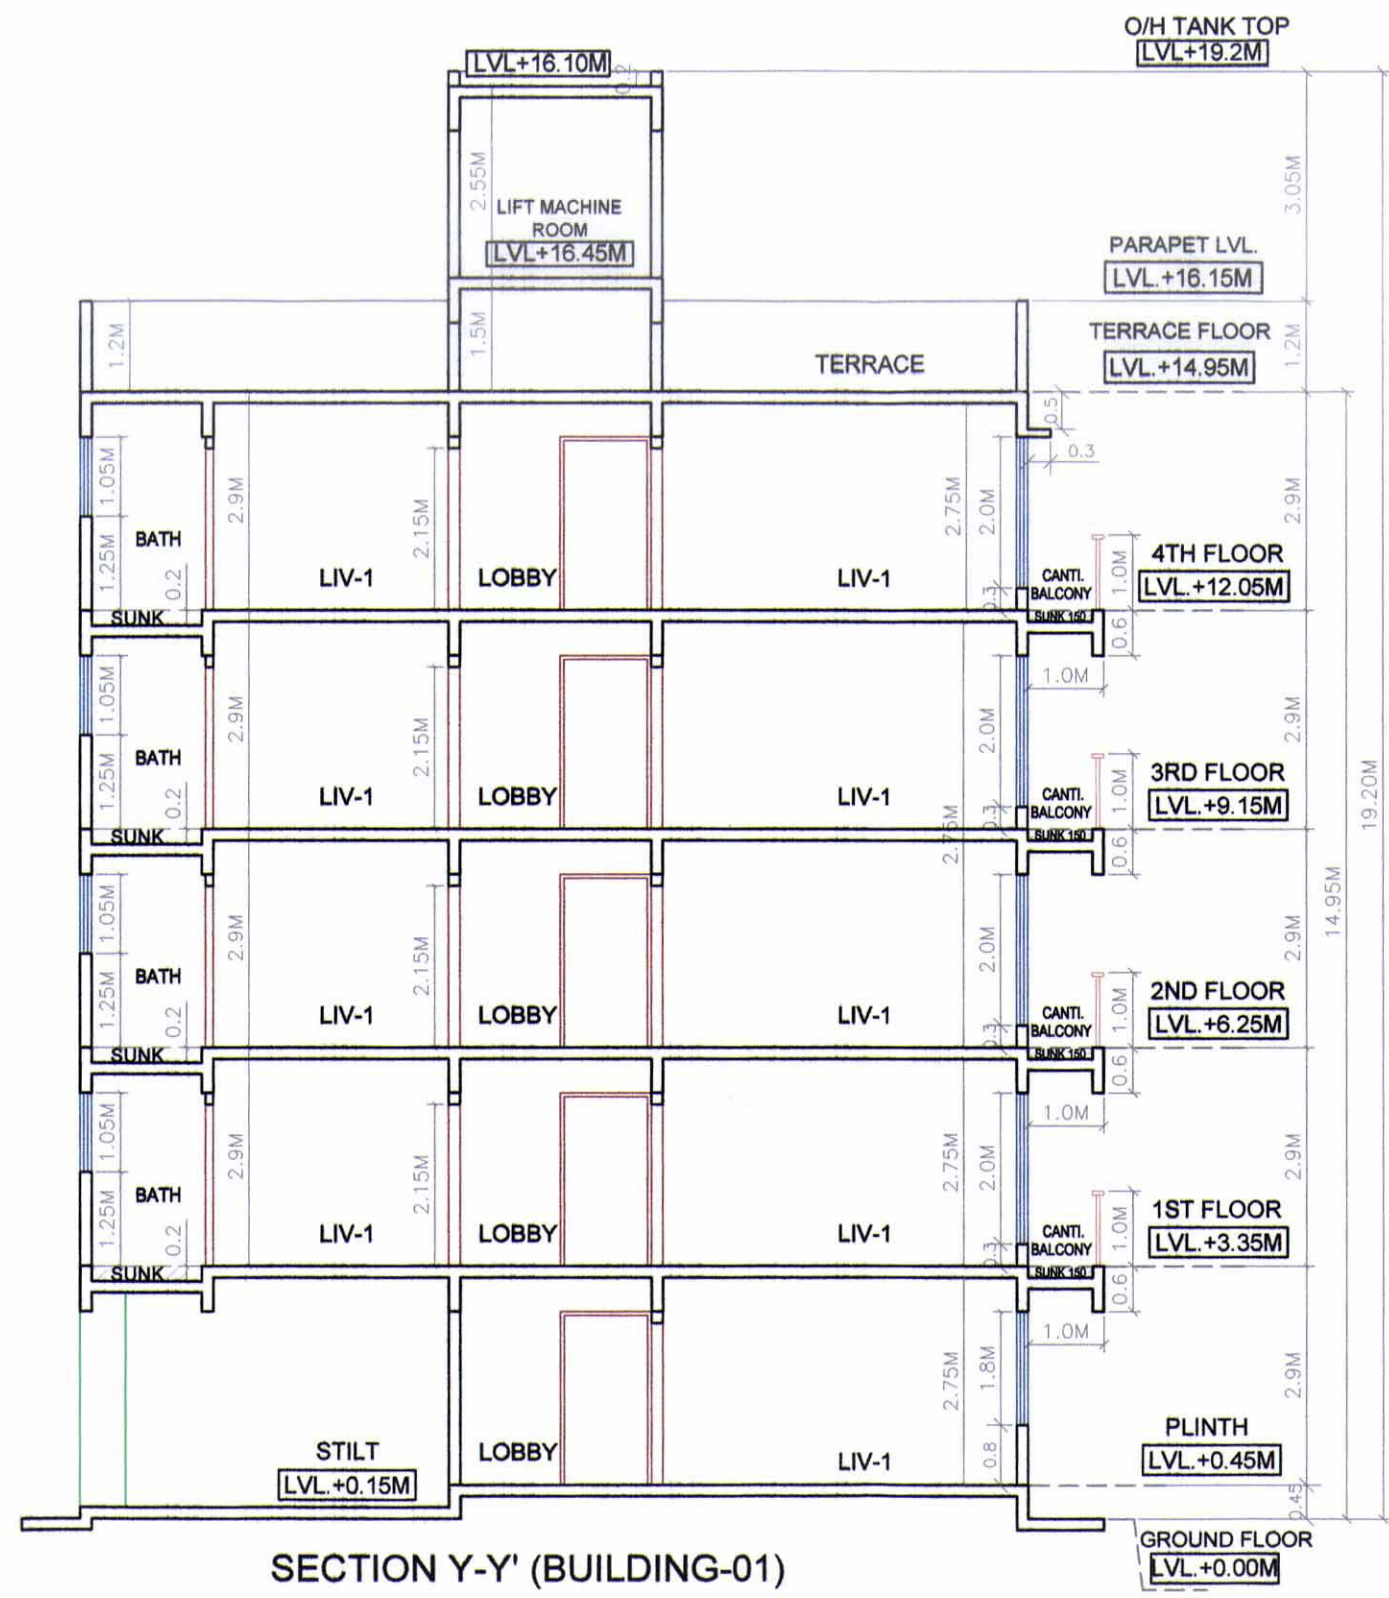 O/H TANK TOP
LVL+19.2M
LVL+16.10M
0.2
2.55M
3.05M
LIFT MACHINE
ROOM
LVL+16.45M
PARAPET LVL.
LVL.+16.15M
1.2M
1.5M
TERRACE
TERRACE FLOOR
LVL.+14.95M
1.2M
0.5
0.3
1.05M
1.25M
BATH
0.2
SUNK
2.9M
LIV-1
2.15M
LOBBY
LIV-1
2.75M
2.0M
0.3
CANTI.
BALCONY
SUNK 150
1.0M
0.6
1.0M
4TH FLOOR
LVL.+12.05M
2.9M
1.05M
1.25M
BATH
0.2
SUNK
2.9M
LIV-1
2.15M
LOBBY
LIV-1
2.75M
2.0M
0.3
CANTI.
BALCONY
SUNK 150
1.0M
0.6
3RD FLOOR
LVL.+9.15M
2.9M
19.20M
14.95M
1.05M
1.25M
BATH
0.2
SUNK
2.9M
LIV-1
2.15M
LOBBY
LIV-1
2.0M
0.3
CANTI.
BALCONY
SUNK 150
1.0M
0.6
1.0M
2ND FLOOR
LVL.+6.25M
2.9M
1.05M
1.25M
BATH
0.2
SUNK
2.9M
LIV-1
2.15M
LOBBY
LIV-1
2.75M
2.0M
0.3
CANTI.
BALCONY
SUNK 150
1.0M
0.6
1.0M
1ST FLOOR
LVL.+3.35M
2.9M
STILT
LVL.+0.15M
LOBBY
LIV-1
2.75M
1.8M
0.8
2.9M
PLINTH
LVL.+0.45M
0.45
GROUND FLOOR
LVL.+0.00M
SECTION Y-Y' (BUILDING-01)